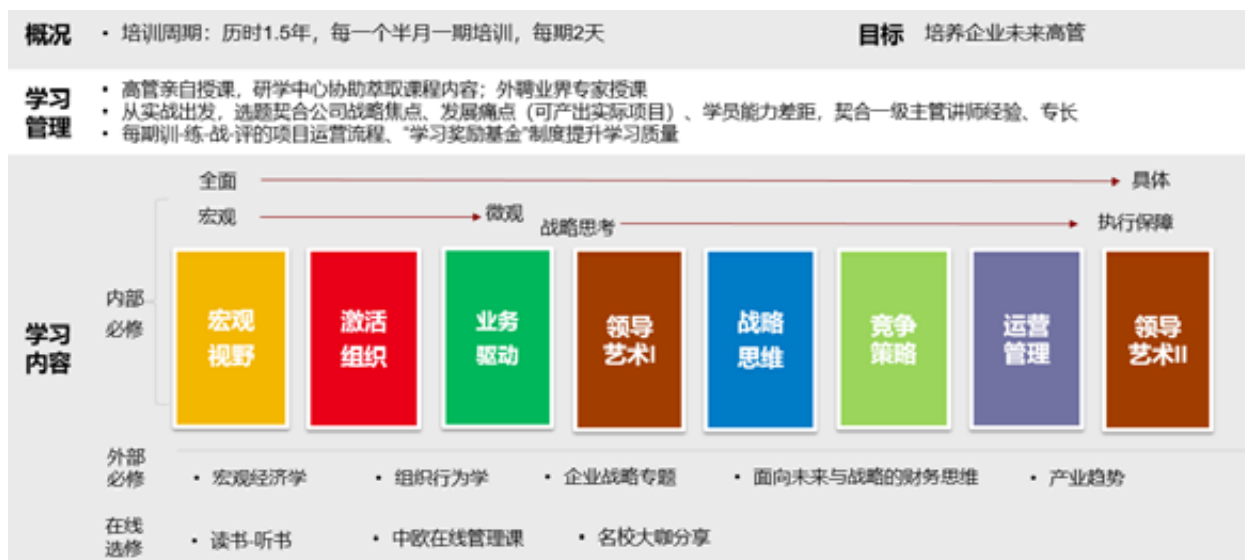 概况
• 培训周期：历时1.5年，每一个半月一期培训，每期2天
目标 培养企业未来高管
学习
管理
• 高管亲自授课，研学中心协助萃取课程内容；外聘业界专家授课
• 从实战出发，选题契合公司战略焦点、发展痛点（可产出实际项目）、学员能力差距，契合一级主管讲师经验、专长
• 每期训-练-战-评的项目运营流程、“学习奖励基金”制度提升学习质量
学习
内容
全面
具体
宏观
微观
战略思考
执行保障
内部
必修
宏观
视野
激活
组织
业务
驱动
领导
艺术I
战略
思维
竞争
策略
运营
管理
领导
艺术II
外部
必修
• 宏观经济学
• 组织行为学
• 企业战略专题
• 面向未来与战略的财务思维
• 产业趋势
在线
选修
• 读书-听书
• 中欧在线管理课
• 名校大咖分享